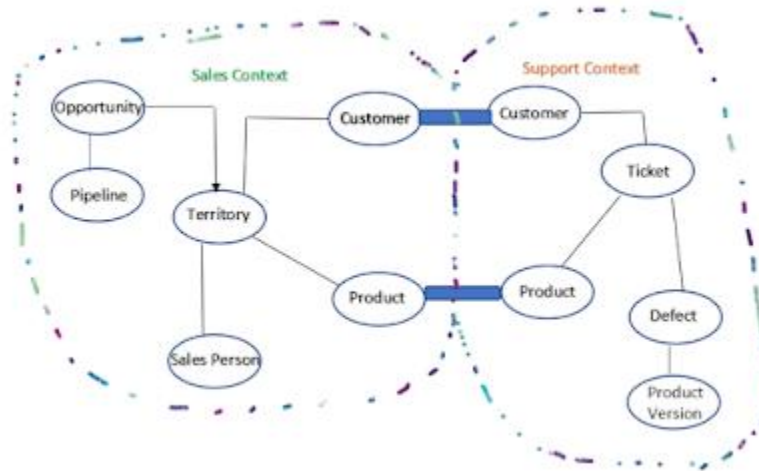 Sales Context
Support Context
Opportunity
Customer
Customer
Pipeline
Ticket
Territory
Product
Product
Defect
Sales Person
Product
Version